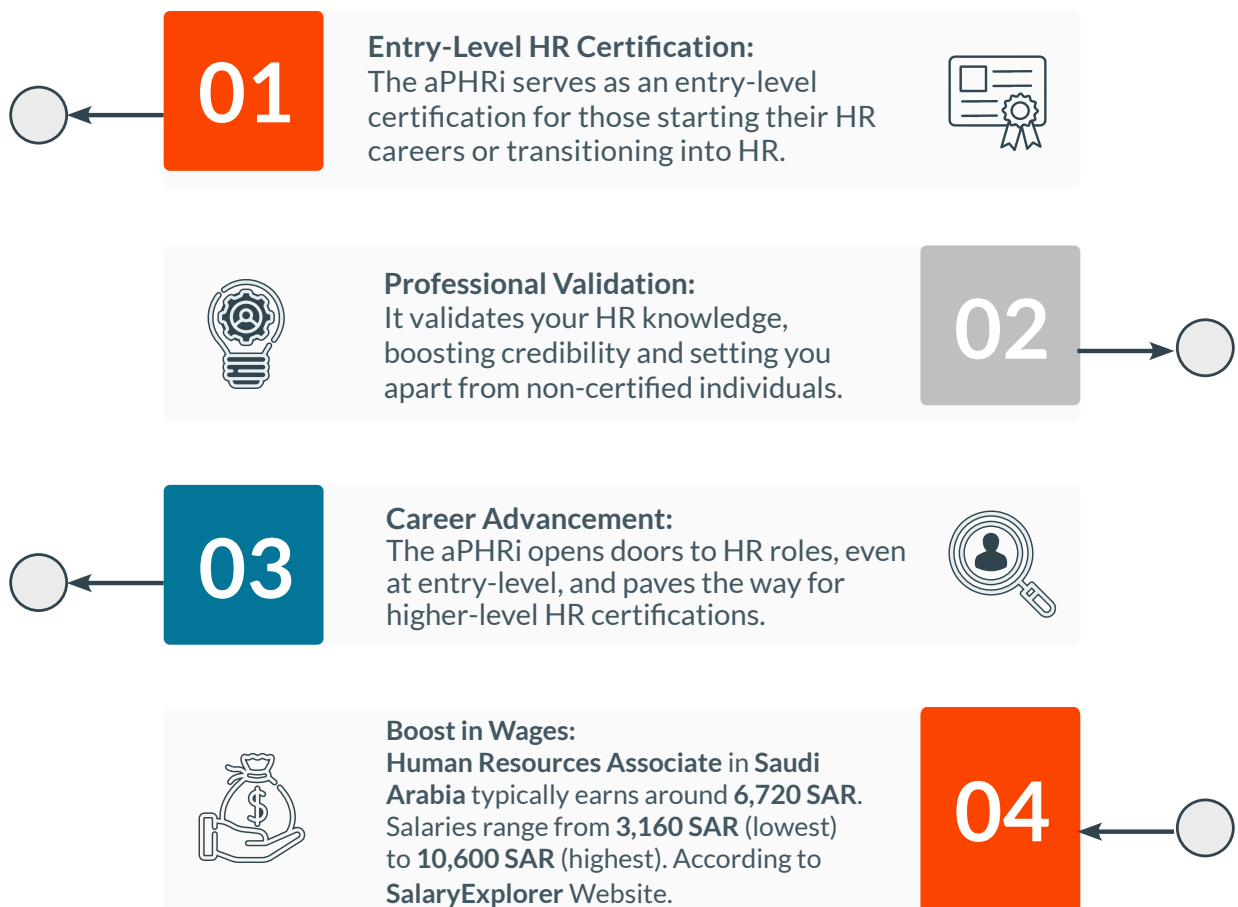 01
Entry-Level HR Certification:
The aPHRi serves as an entry-level
certification for those starting their HR
careers or transitioning into HR.
Professional Validation:
It validates your HR knowledge,
boosting credibility and setting you
apart from non-certified individuals.
02
03
Career Advancement:
The aPHRi opens doors to HR roles, even
at entry-level, and paves the way for
higher-level HR certifications.
Boost in Wages:
Human Resources Associate in Saudi
Arabia typically earns around 6,720 SAR.
Salaries range from 3,160 SAR (lowest)
to 10,600 SAR (highest). According to
SalaryExplorer Website.
$
04